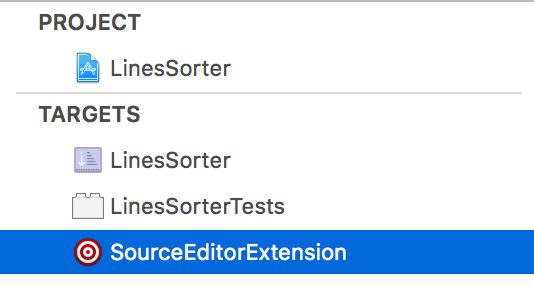 PROJECT
LinesSorter
TARGETS
LinesSorter
LinesSorterTests
SourceEditorExtension